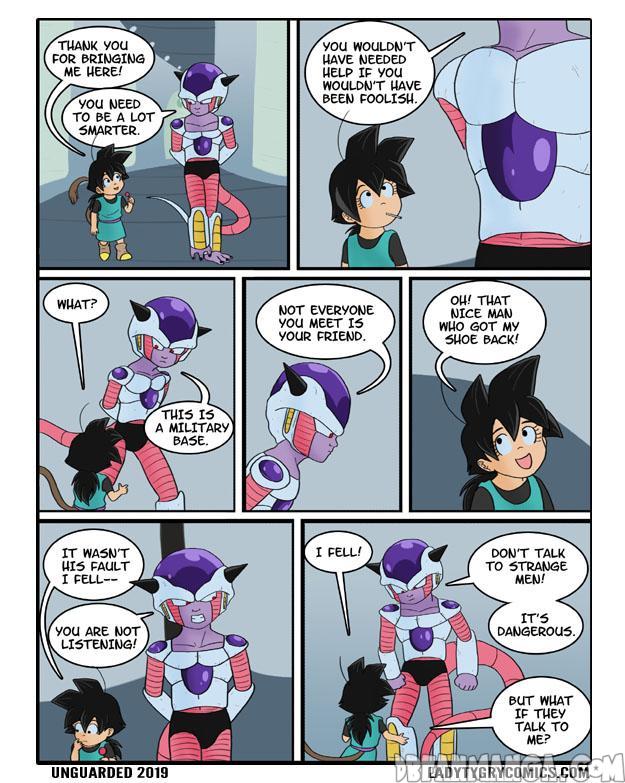 THANK YOU
FOR BRINGING
ME HERE!
YOU NEED
TO BE A LOT
SMARTER.
YOU WOULDN'T
HAVE NEEDED
HELP IF YOU
WOULDN'T HAVE
BEEN FOOLISH.
WHAT?
THIS IS
A MILITARY
BASE.
NOT EVERYONE
YOU MEET IS
YOUR FRIEND.
OH! THAT
NICE MAN
WHO GOT MY
SHOE BACK!
IT WASN'T
HIS FAULT
I FELL--
YOU ARE NOT
LISTENING!
I FELL!
DON'T TALK
TO STRANGE
MEN!
IT'S
DANGEROUS.
BUT WHAT
IF THEY
TALK TO
ME?
UNGUARDED 2019
LADYTYGRYCOMICS.COM
DBFANMANGA.COM